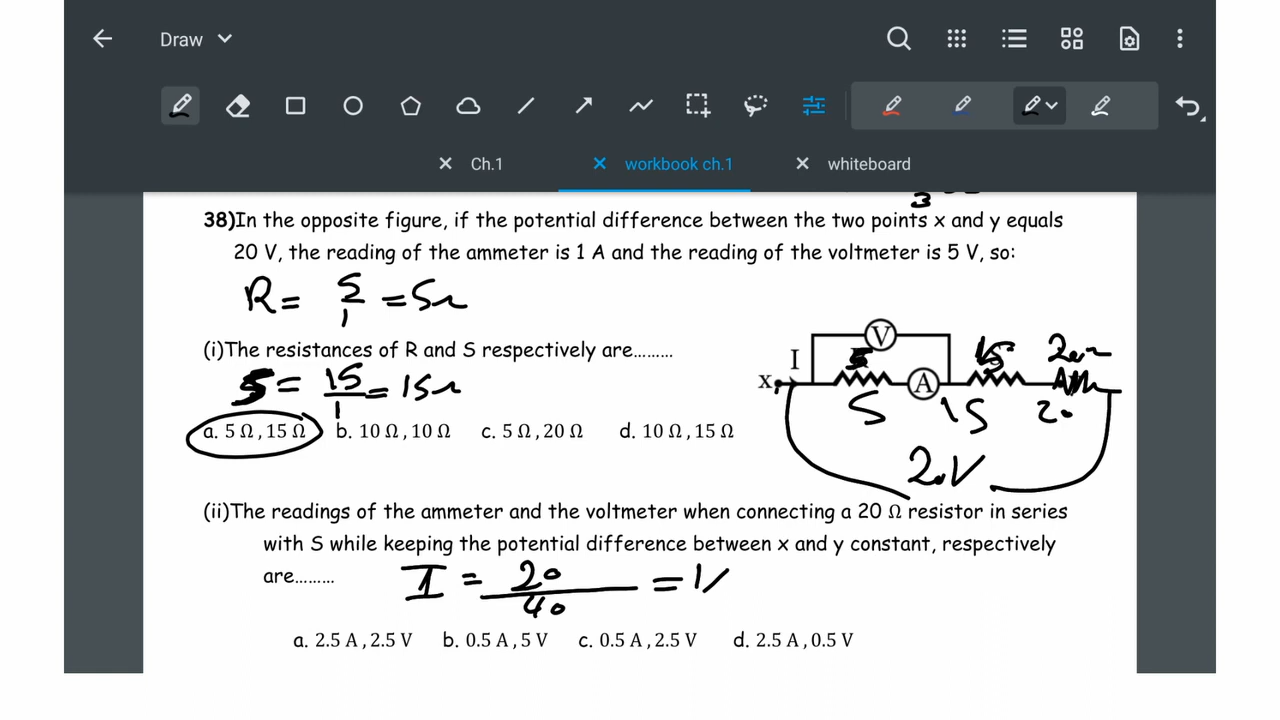 Draw
Ch.1
workbook ch.1
whiteboard
3
38)In the opposite figure, if the potential difference between the two points x and y equals
20 V, the reading of the ammeter is 1 A and the reading of the voltmeter is 5 V, so:
R = 5/1 = 5Ω
(i)The resistances of R and S respectively are………
S = 15/1 = 15Ω
a. 5 Ω , 15 Ω b. 10 Ω , 10 Ω c. 5 Ω , 20 Ω d. 10 Ω , 15 Ω
V
I 5 15 20Ω
x A
5 15 20
20V
(ii)The readings of the ammeter and the voltmeter when connecting a 20 Ω resistor in series
with S while keeping the potential difference between x and y constant, respectively
are………
I = 20/40 = 1/
a. 2.5 A , 2.5 V b. 0.5 A , 5 V c. 0.5 A , 2.5 V d. 2.5 A , 0.5 V